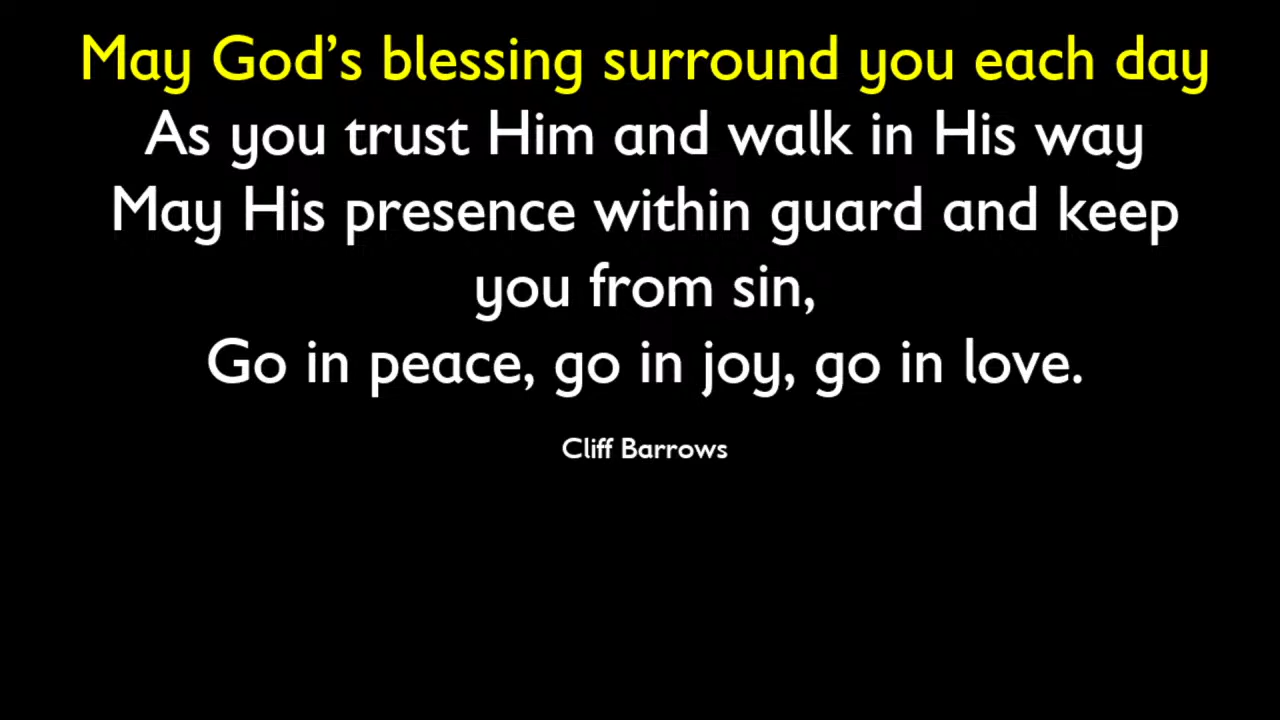 May God’s blessing surround you each day
As you trust Him and walk in His way
May His presence within guard and keep
you from sin,
Go in peace, go in joy, go in love.
Cliff Barrows